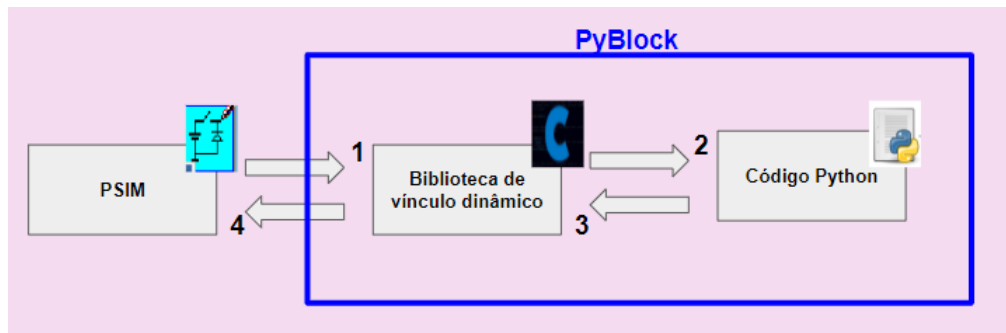 PyBlock
PSIM
1
4
Biblioteca de
vínculo dinâmico
C
2
3
Código Python